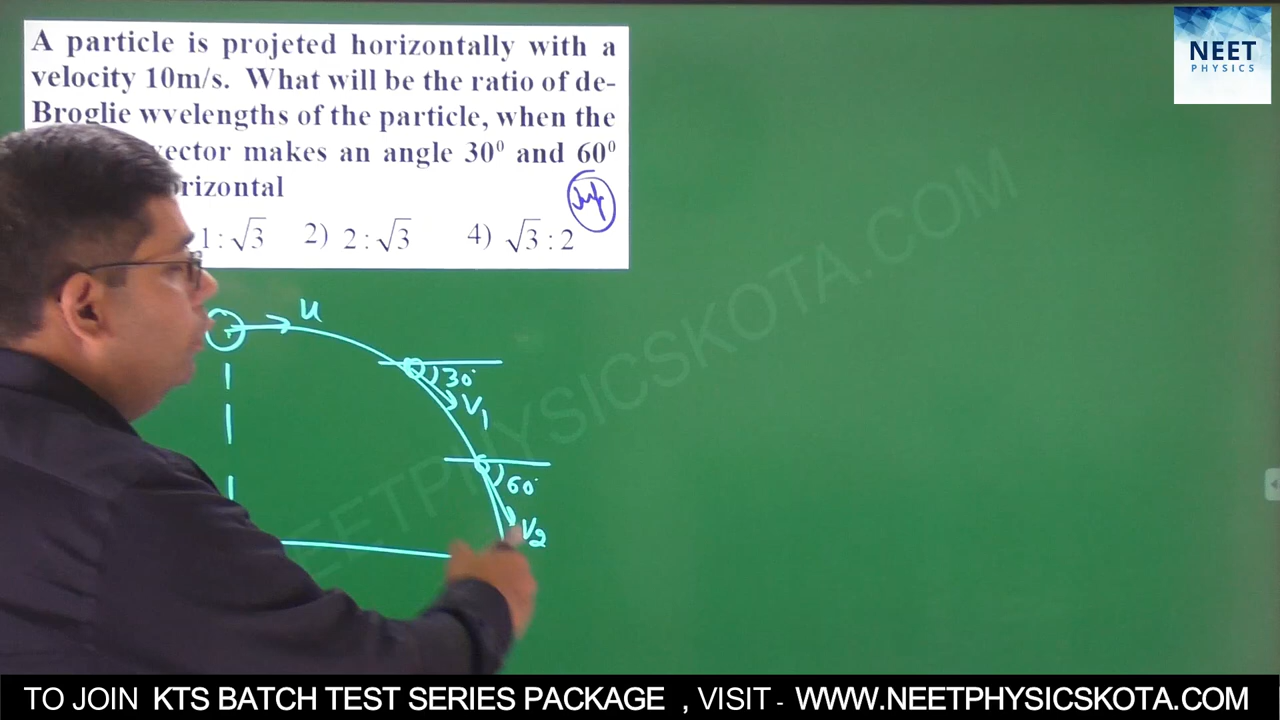 A particle is projeted horizontally with a
velocity 10m/s. What will be the ratio of de-
Broglie wvelengths of the particle, when the
vector makes an angle 30⁰ and 60⁰
rizontal
1 : √3 2) 2 : √3 4) √3 : 2
u
30°
V₁
60°
V₂
NEET
PHYSICS
NEETPHYSICSKOTA.COM
TO JOIN KTS BATCH TEST SERIES PACKAGE , VISIT - WWW.NEETPHYSICSKOTA.COM